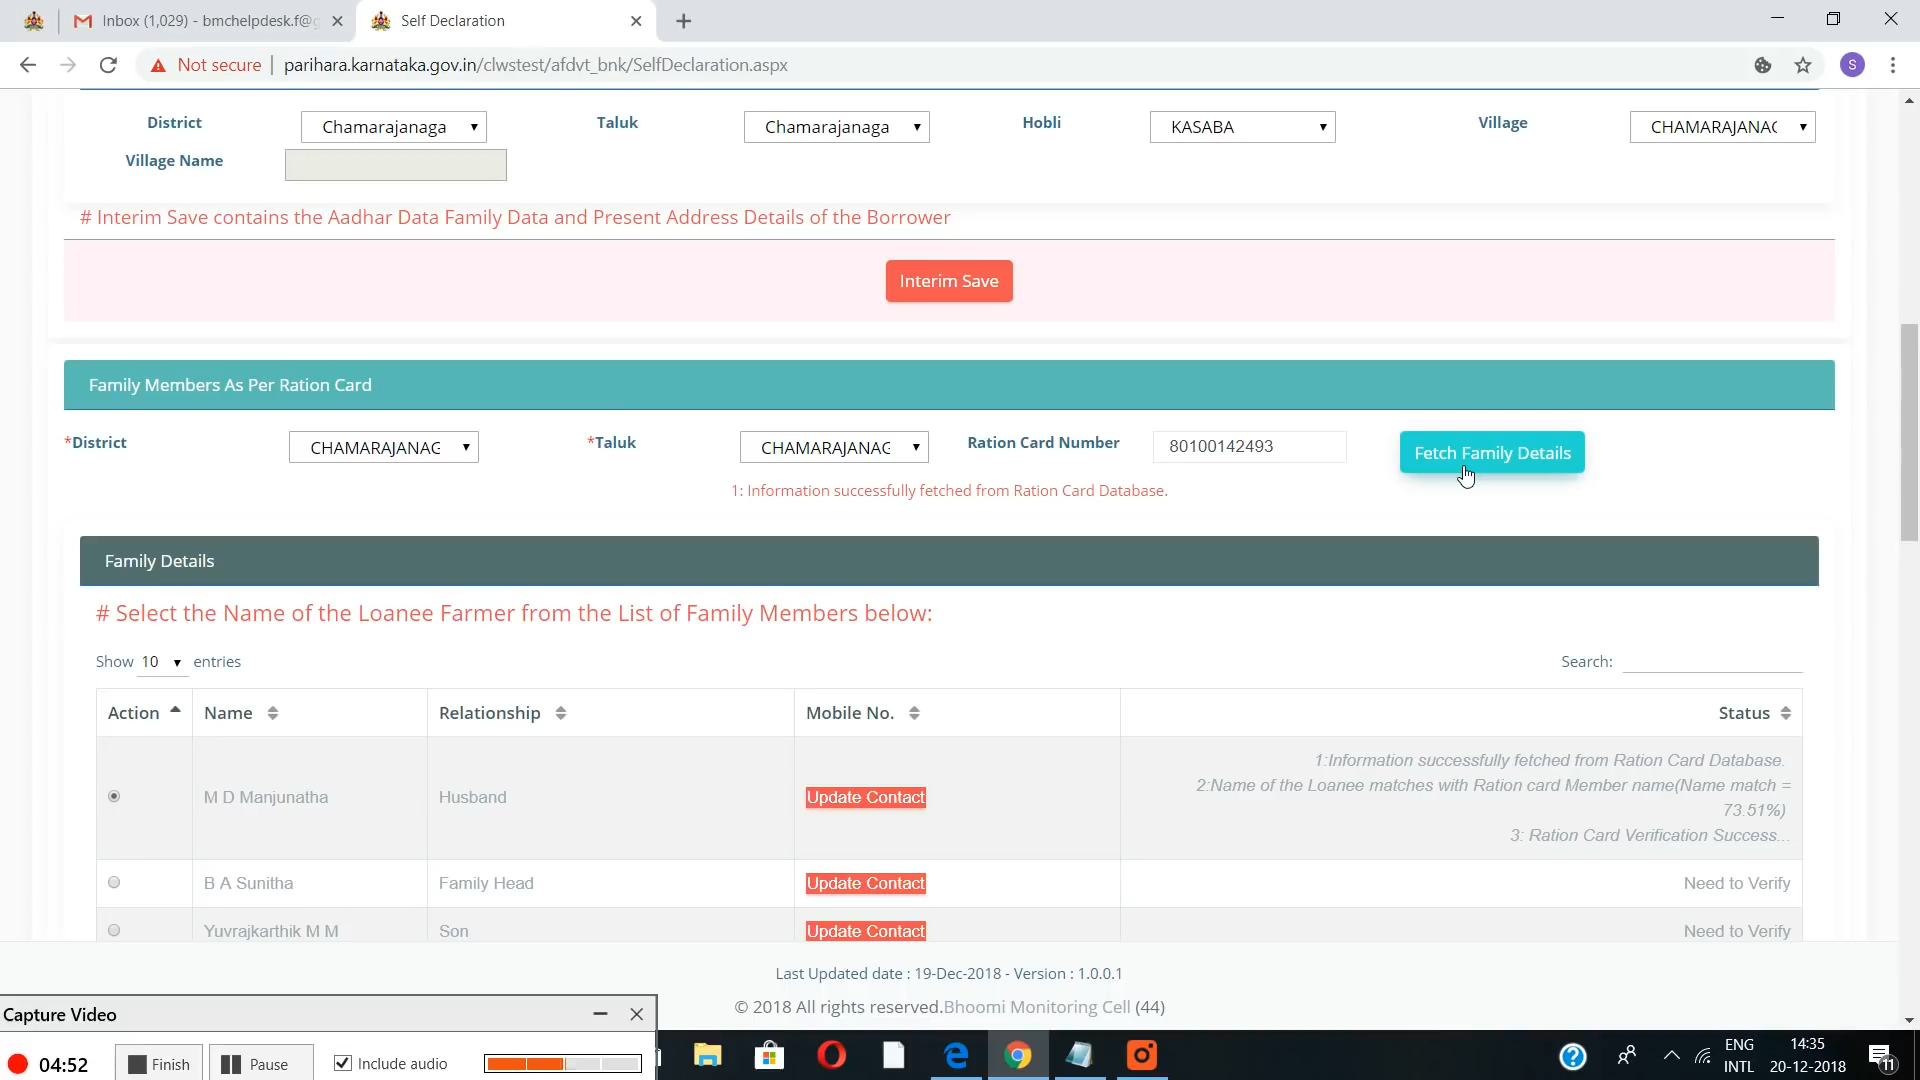 Inbox (1,029) - bmchelpdesk.f@g
Self Declaration
Not secure
parihara.karnataka.gov.in/clwstest/afdvt_bnk/SelfDeclaration.aspx
S
District
Chamarajanaga
Taluk
Chamarajanaga
Hobli
KASABA
Village
CHAMARAJANAG
Village Name
# Interim Save contains the Aadhar Data Family Data and Present Address Details of the Borrower
Interim Save
Family Members As Per Ration Card
*District
CHAMARAJANAG
*Taluk
CHAMARAJANAG
Ration Card Number
80100142493
Fetch Family Details
1: Information successfully fetched from Ration Card Database.
Family Details
# Select the Name of the Loanee Farmer from the List of Family Members below:
Show 10 entries
Search:
Action Name Relationship Mobile No. Status
M D Manjunatha Husband Update Contact
1:Information successfully fetched from Ration Card Database.
2:Name of the Loanee matches with Ration card Member name(Name match =
73.51%)
3: Ration Card Verification Success...
B A Sunitha Family Head Update Contact Need to Verify
Yuvrajkarthik M M Son Update Contact Need to Verify
Last Updated date : 19-Dec-2018 - Version : 1.0.0.1
© 2018 All rights reserved.Bhoomi Monitoring Cell (44)
Capture Video
04:52
Finish
Pause
Include audio
ENG
INTL
14:35
20-12-2018
11